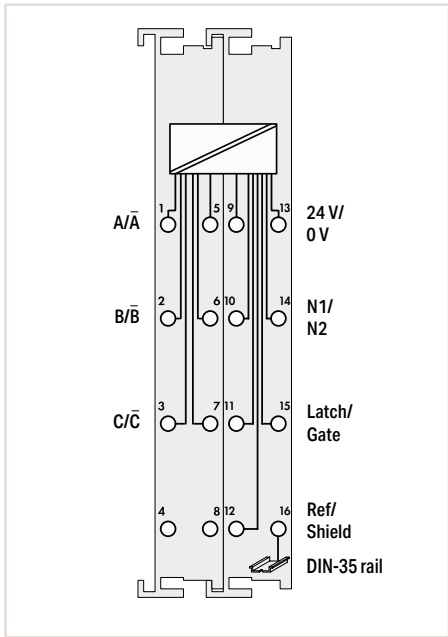 1
5
9
13
A/A̅
24 V/
0 V
2
6
10
14
B/B̅
N1/
N2
3
7
11
15
C/C̅
Latch/
Gate
4
8
12
16
Ref/
Shield
DIN-35 rail